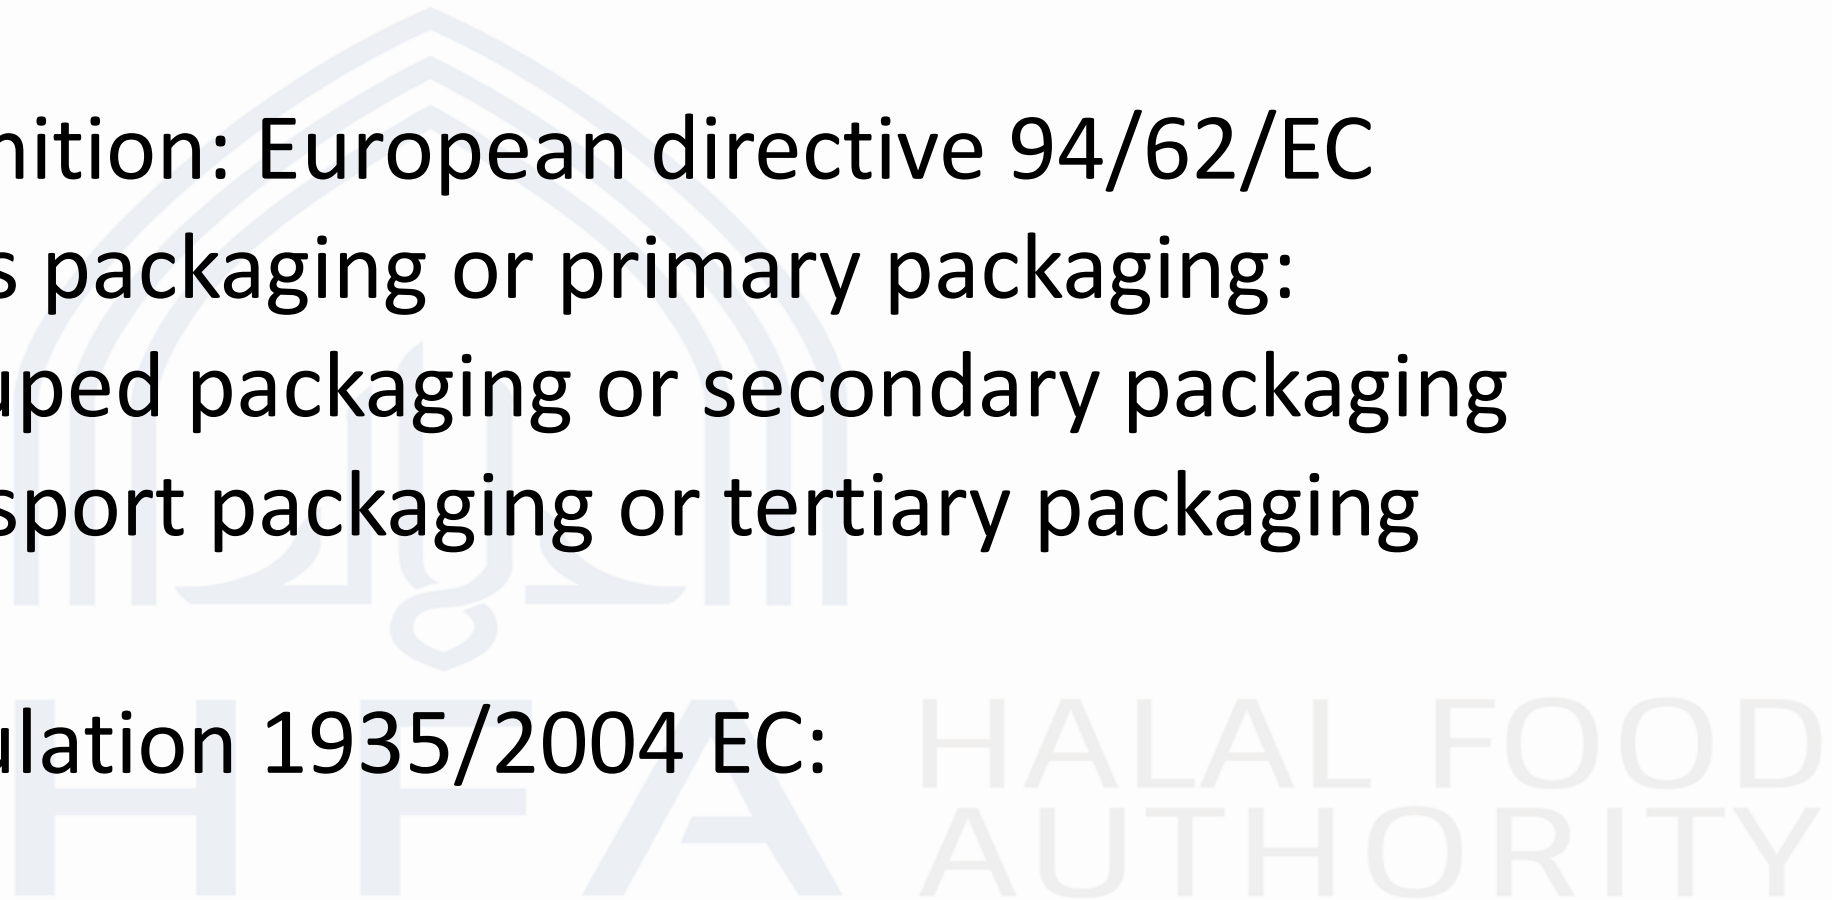 nition: European directive 94/62/EC
s packaging or primary packaging:
uped packaging or secondary packaging
sport packaging or tertiary packaging
ulation 1935/2004 EC:
HFA HALAL FOOD
AUTHORITY